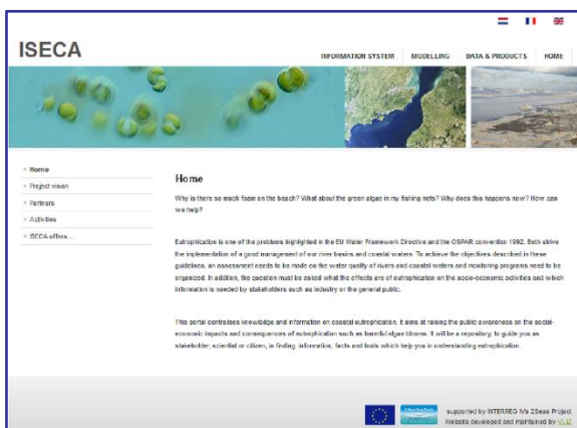 ISECA
INFORMATION SYSTEM MODELLING DATA & PRODUCTS HOME
Home
Project vision
Partners
Activities
ISECA offers...
Home
Why is there so much foam on the beach? What about the green algae in my fishing nets? Why does this happens now? How can
we help?
Eutrophication is one of the problems highlighted in the EU Water Framework Directive and the OSPAR convention 1992. Both strive
the implementation of a good management of our river basins and coastal waters. To achieve the objectives described in these
guidelines, an assessment needs to be made on the water quality of rivers and coastal waters and monitoring programs need to be
organized. In addition, the question must be asked what the effects are of eutrophication on the socio-economic activities and which
information is needed by stakeholders such as industry or the general public.
This portal centralises knowledge and information on coastal eutrophication. It aims at raising the public awareness on the social-
economic impacts and consequences of eutrophication such as harmful algae blooms. It will be a repository, to guide you as
stakeholder, scientist or citizen, in finding information, facts and tools which help you in understanding eutrophication.
supported by INTERREG IVa 2Seas Project
Website developed and maintained by VLIZ